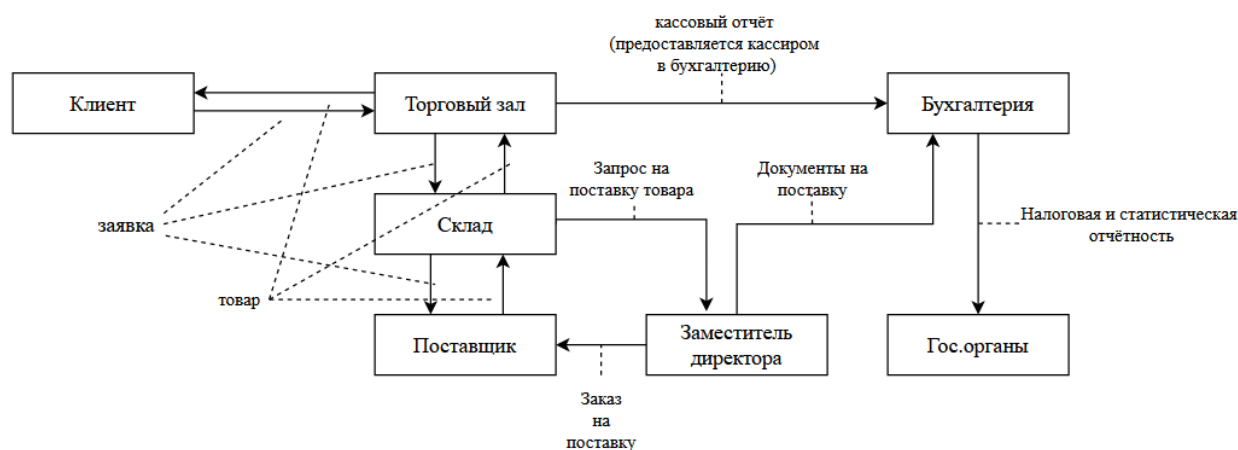 кассовый отчёт
(предоставляется кассиром
в бухгалтерию)
Клиент
Торговый зал
Бухгалтерия
Запрос на
поставку товара
Документы на
поставку
заявка
Склад
Налоговая и статистическая
отчётность
товар
Поставщик
Заместитель
директора
Гос.органы
Заказ
на
поставку